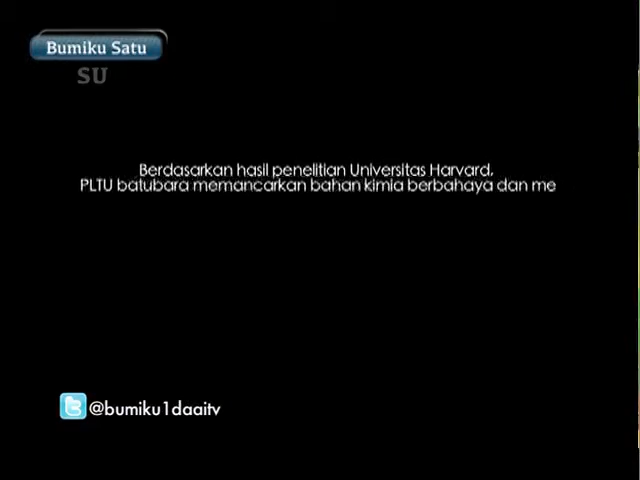 Bumiku Satu
SU
Berdasarkan hasil penelitian Universitas Harvard,
PLTU batubara memancarkan bahan kimia berbahaya dan me
@bumiku1daaitv